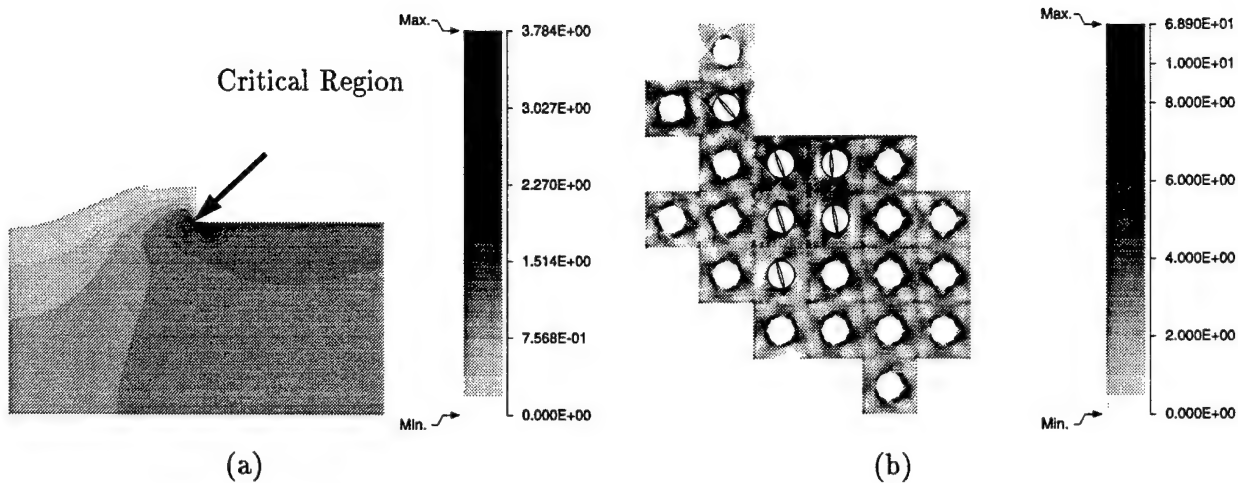 Max.
3.784E+00
Critical Region
3.027E+00
2.270E+00
1.514E+00
7.568E-01
0.000E+00
Min.
(a)
Max.
6.890E+01
1.000E+01
8.000E+00
6.000E+00
4.000E+00
2.000E+00
0.000E+00
Min.
(b)